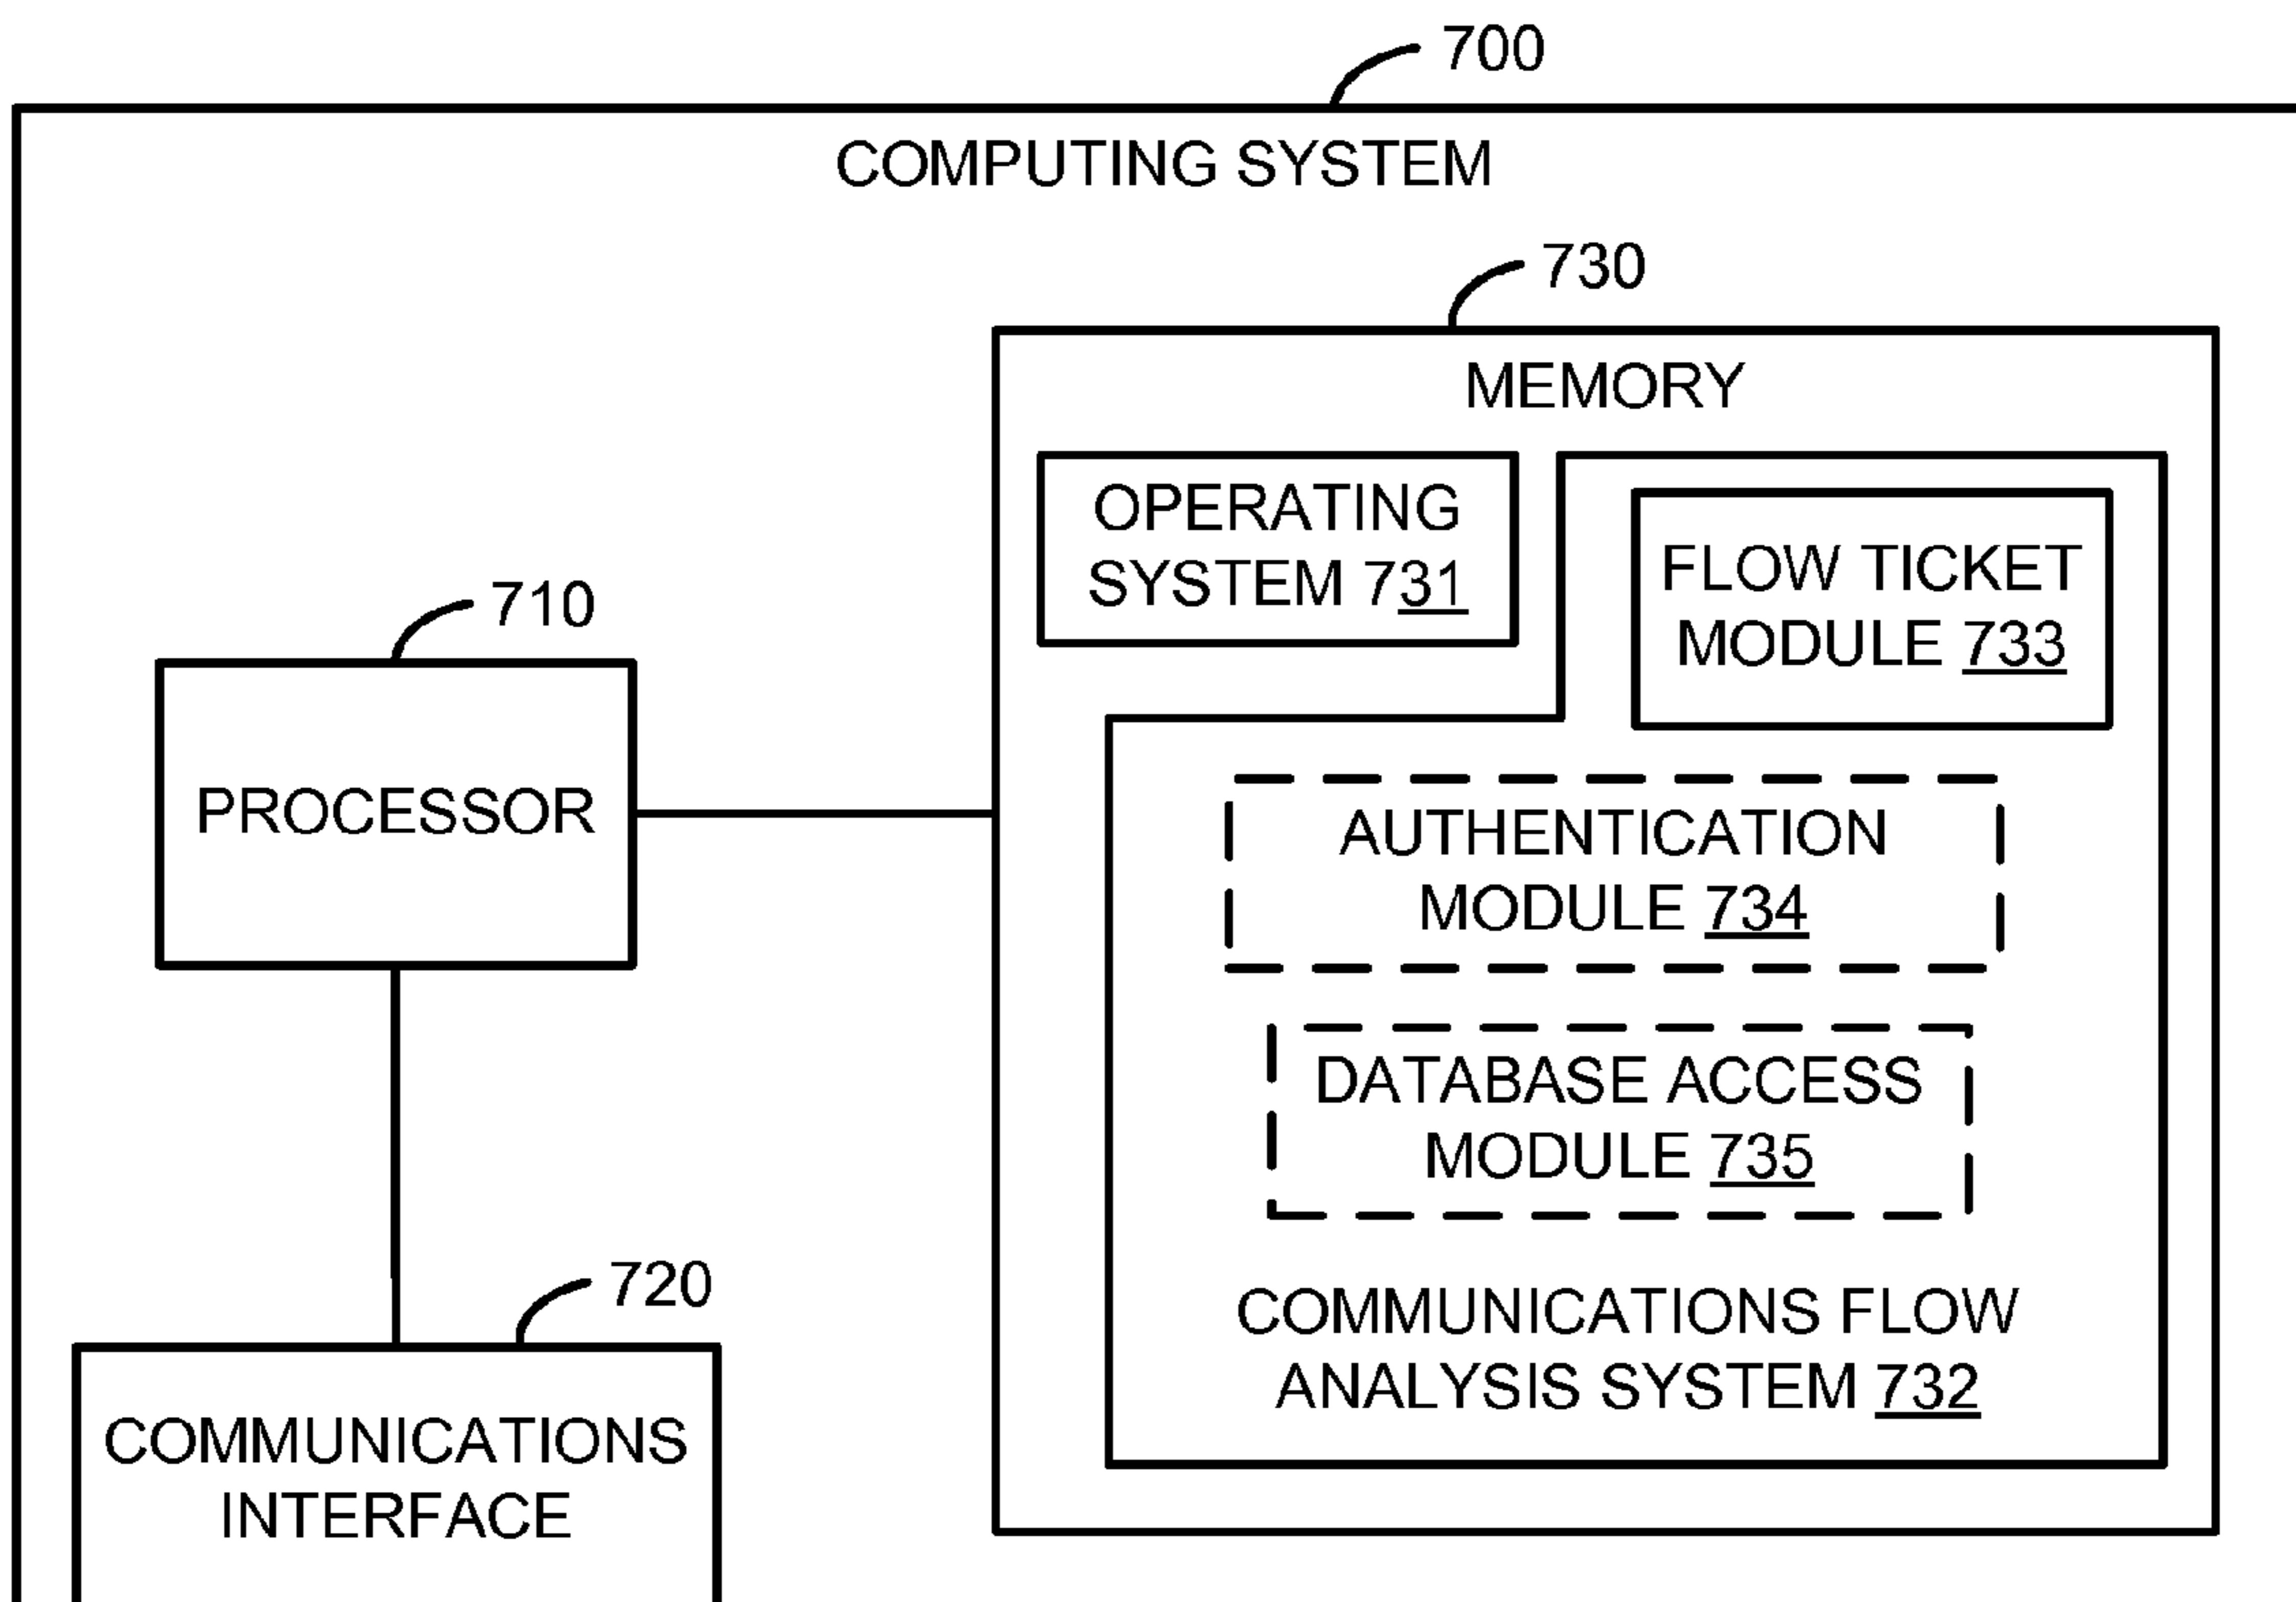 700
COMPUTING SYSTEM
730
MEMORY
OPERATING
SYSTEM 731
FLOW TICKET
MODULE 733
710
PROCESSOR
AUTHENTICATION
MODULE 734
DATABASE ACCESS
MODULE 735
COMMUNICATIONS FLOW
ANALYSIS SYSTEM 732
720
COMMUNICATIONS
INTERFACE